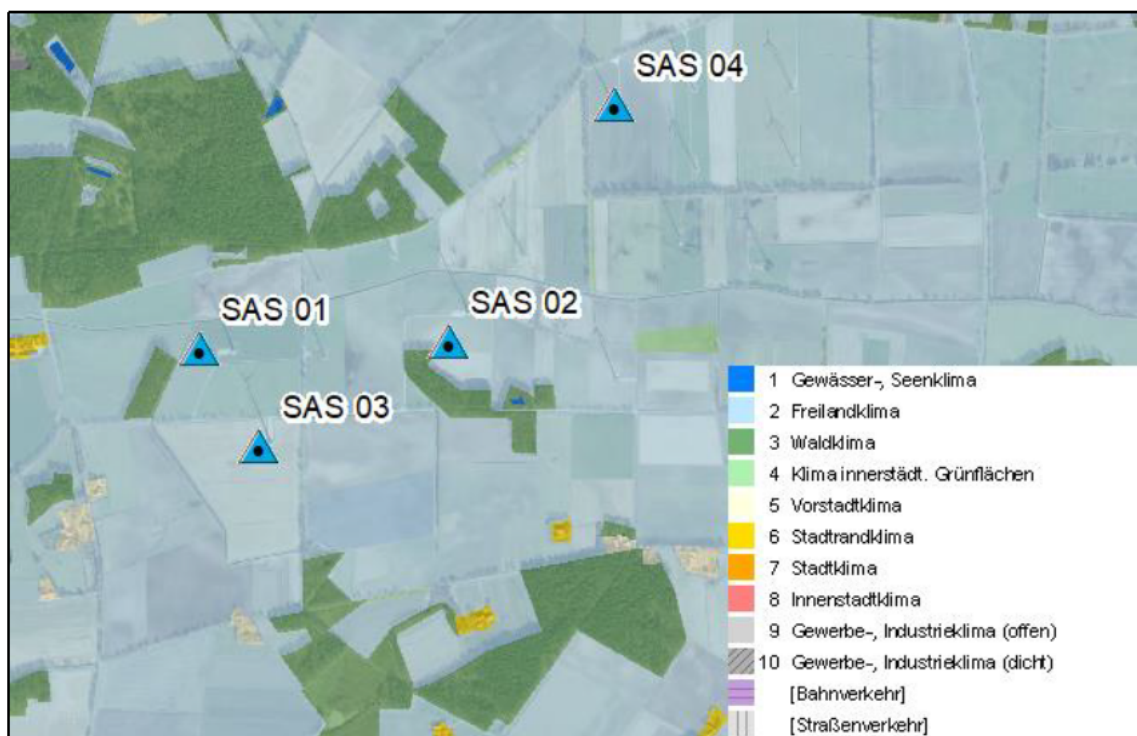 SAS 04
SAS 01
SAS 02
SAS 03
1 Gewässer-, Seenklima
2 Freilandklima
3 Waldklima
4 Klima innerstädt. Grünflächen
5 Vorstadtklima
6 Stadtrandklima
7 Stadtklima
8 Innenstadtklima
9 Gewerbe-, Industrieklima (offen)
10 Gewerbe-, Industrieklima (dicht)
[Bahnverkehr]
[Straßenverkehr]